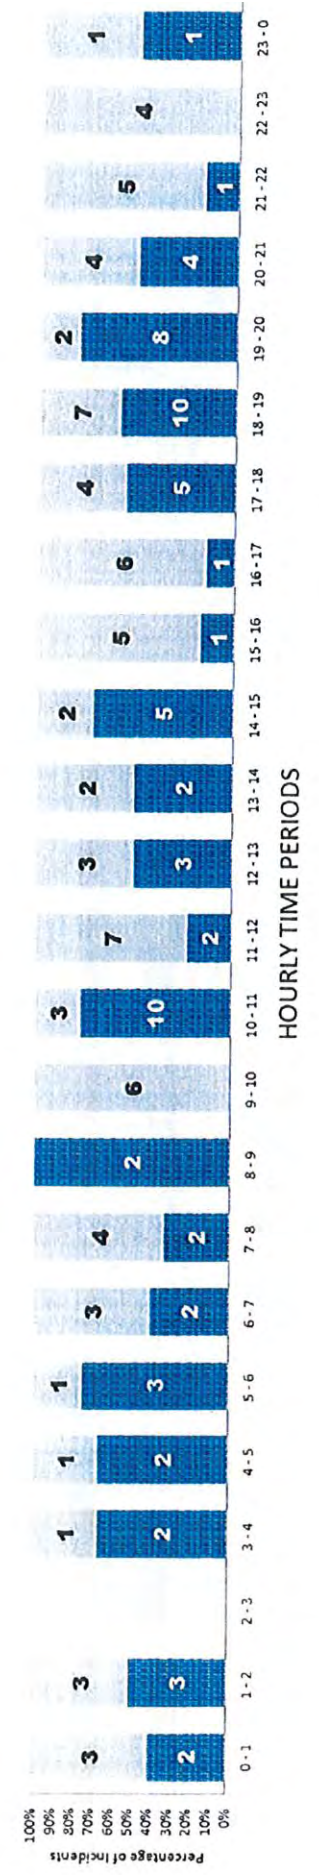 Percentage of Incidents
100%
90%
80%
70%
60%
50%
40%
30%
20%
10%
0%
3 3 1 1 1 3 4 6 3 7 3 2 2 5 6 4 7 2 4 5 4 1
2 3 2 2 3 2 2 2 10 2 3 2 5 1 1 5 10 8 4 1 1
0 - 1 1 - 2 2 - 3 3 - 4 4 - 5 5 - 6 6 - 7 7 - 8 8 - 9 9 - 10 10 - 11 11 - 12 12 - 13 13 - 14 14 - 15 15 - 16 16 - 17 17 - 18 18 - 19 19 - 20 20 - 21 21 - 22 22 - 23 23 - 0
HOURLY TIME PERIODS